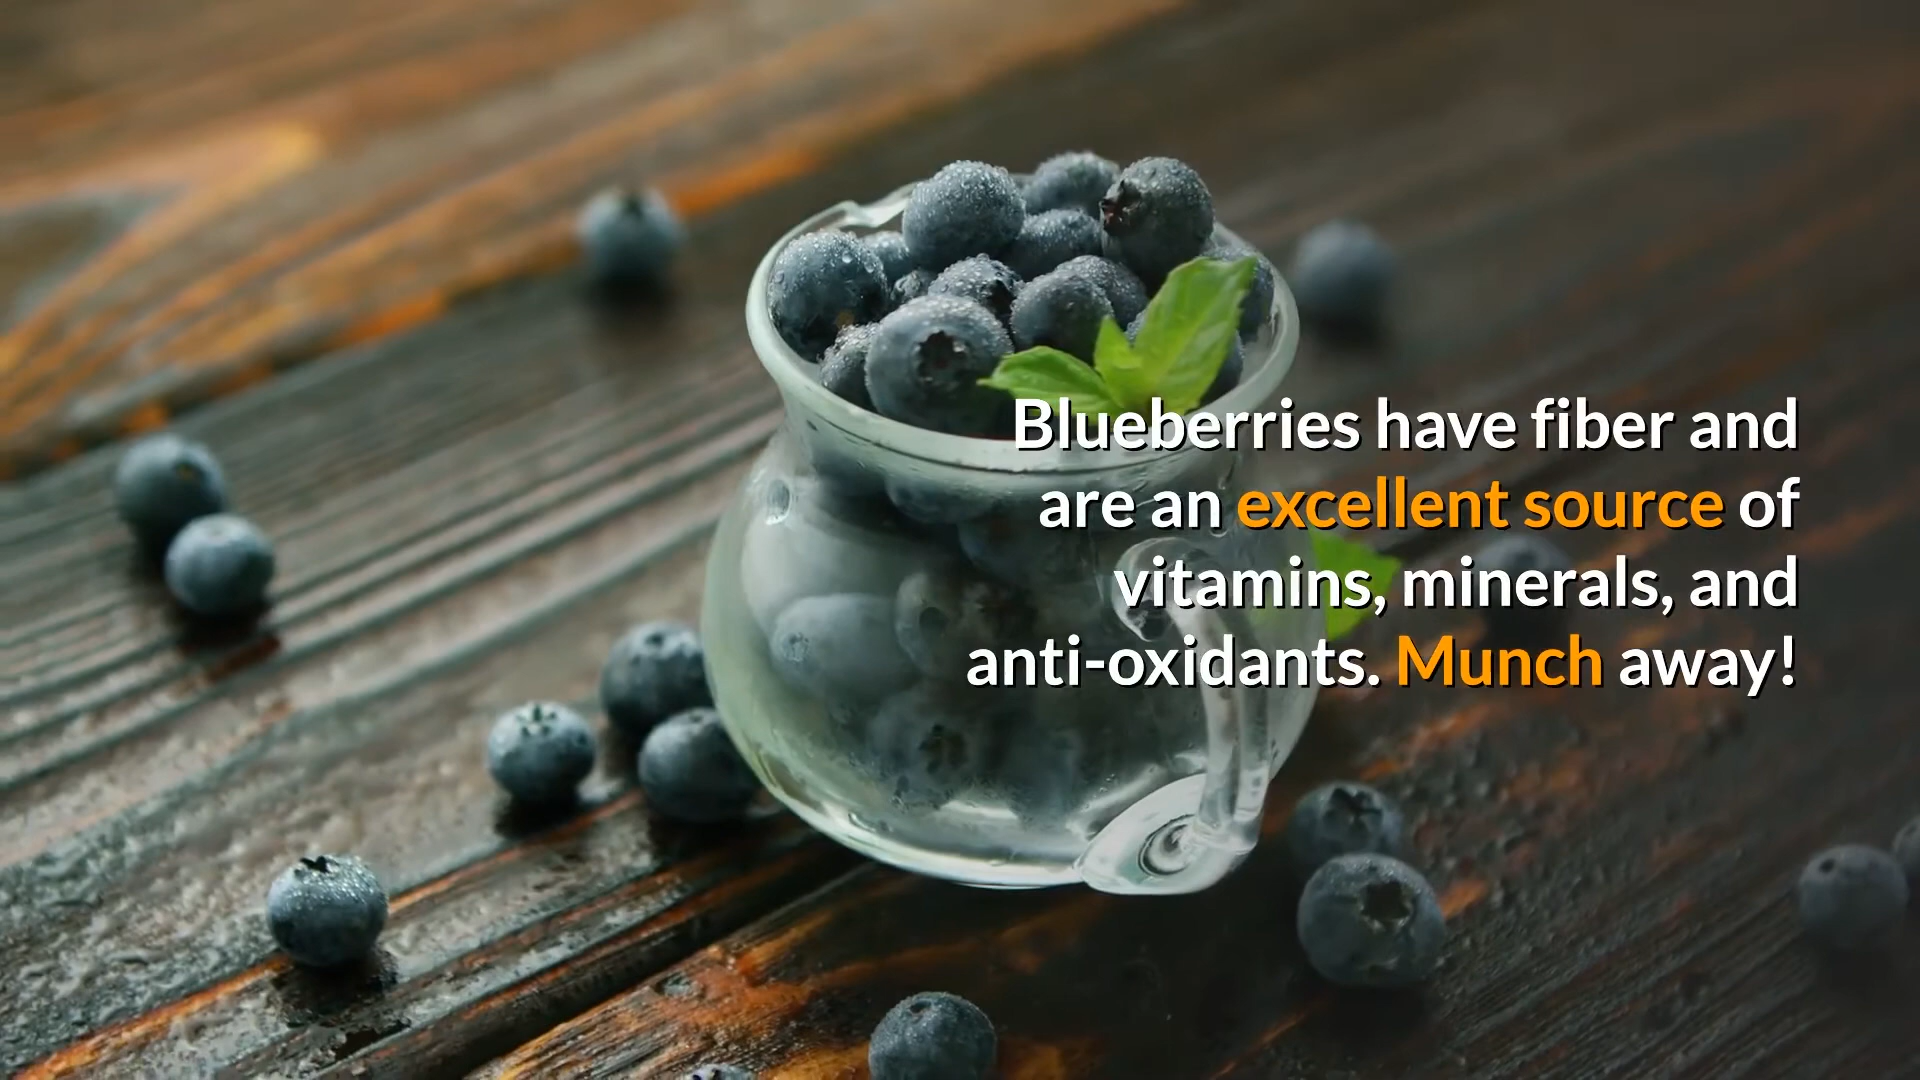 Blueberries have fiber and
are an excellent source of
vitamins, minerals, and
anti-oxidants. Munch away!